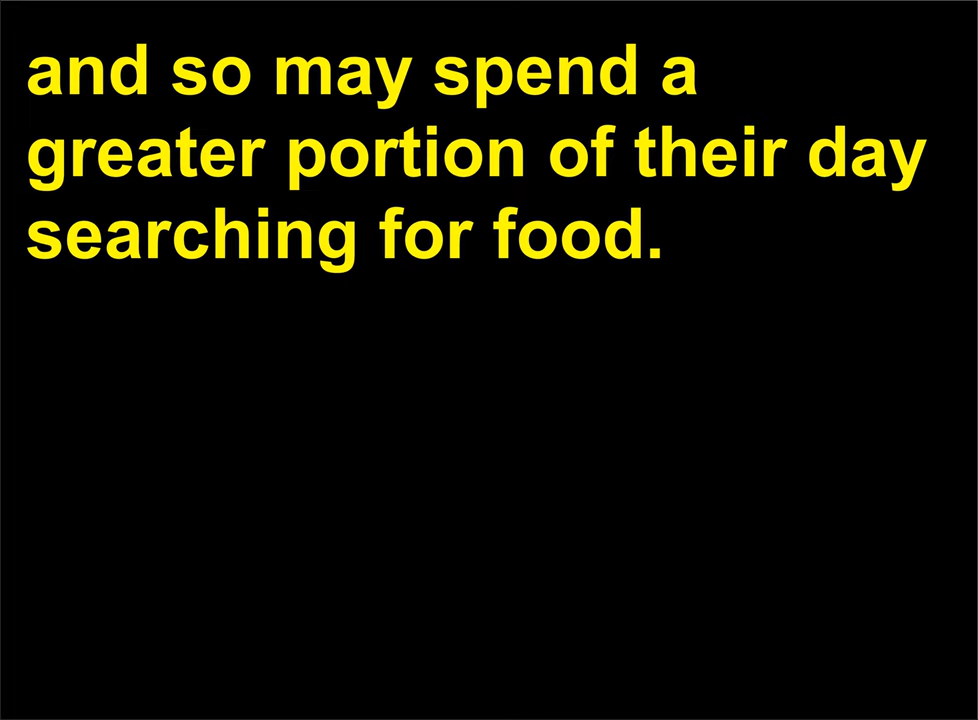 and so may spend a
greater portion of their day
searching for food.